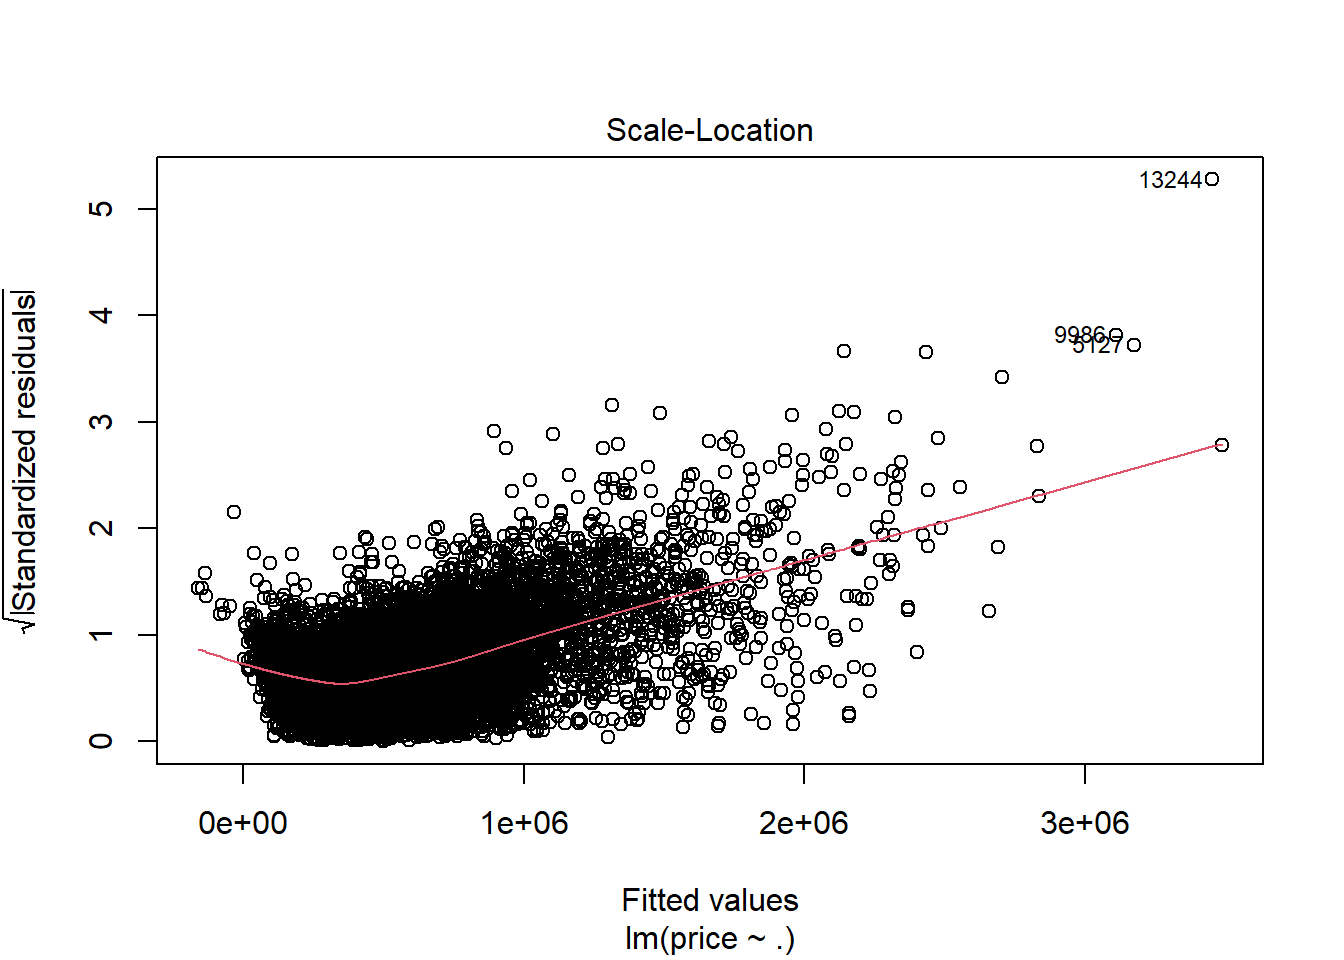 Scale-Location
√|Standardized residuals|
5
4
3
2
1
0
13244
9986
5127
0e+00 1e+06 2e+06 3e+06
Fitted values
lm(price ~ .)